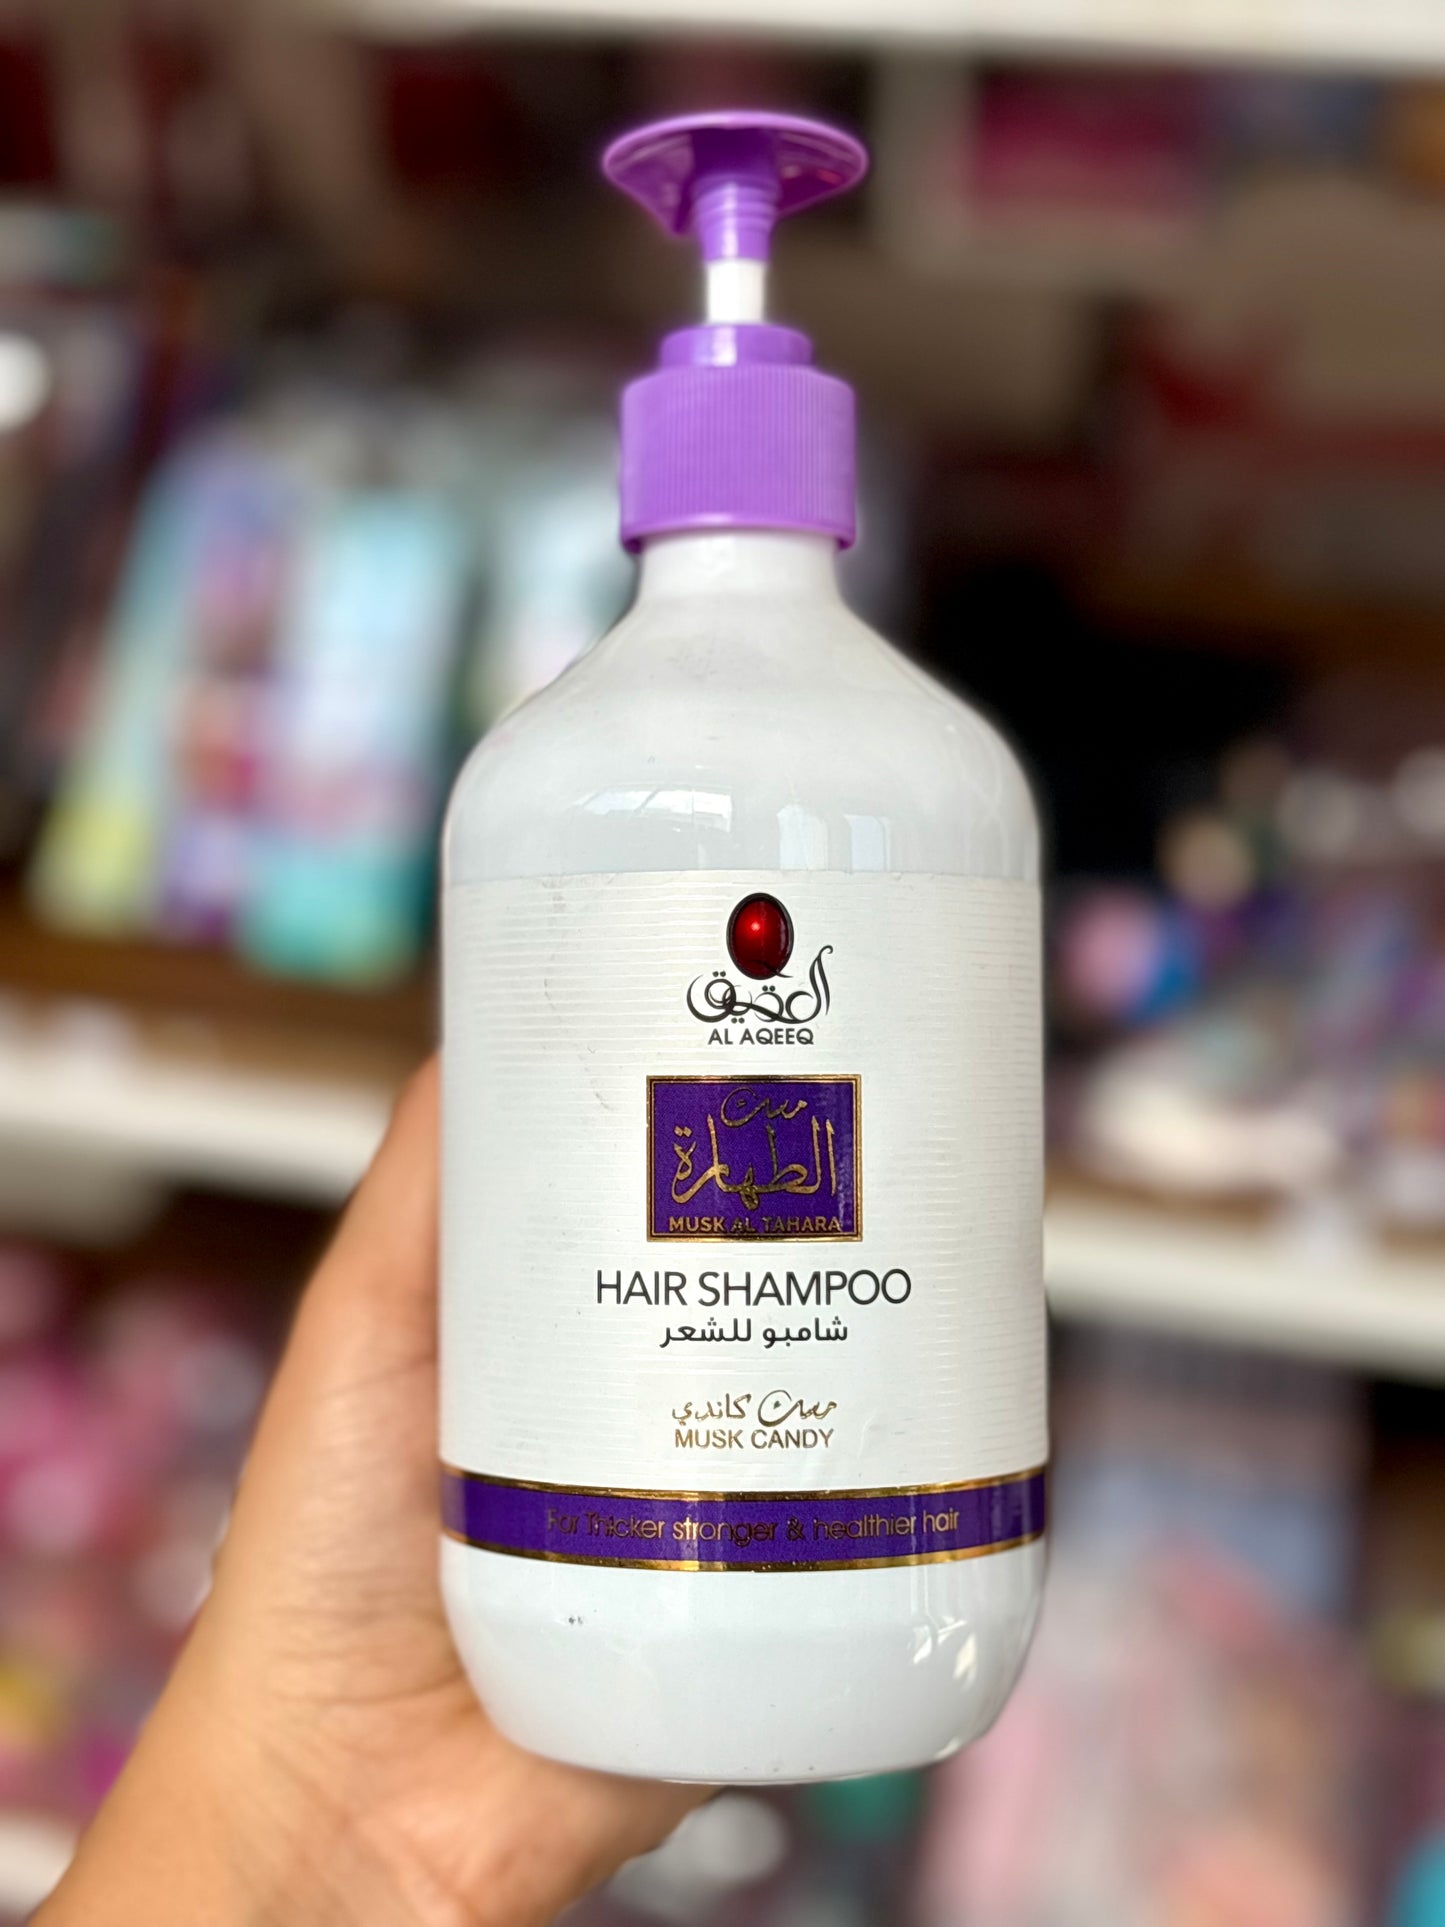 العقيق
AL AQEEQ
مسك
الطهارة
MUSK AL TAHARA
HAIR SHAMPOO
شامبو للشعر
مسك كاندي
MUSK CANDY
For Thicker stronger & healthier hair